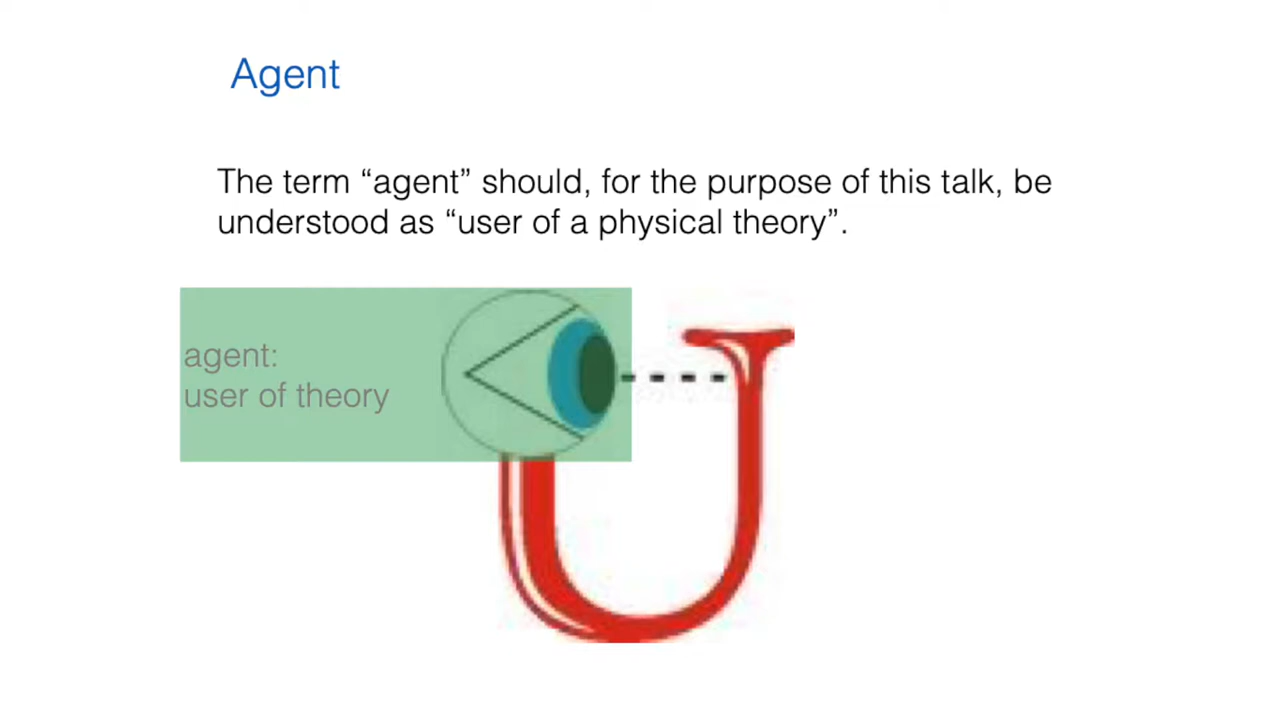 Agent
The term “agent” should, for the purpose of this talk, be
understood as “user of a physical theory”.
agent:
user of theory
U